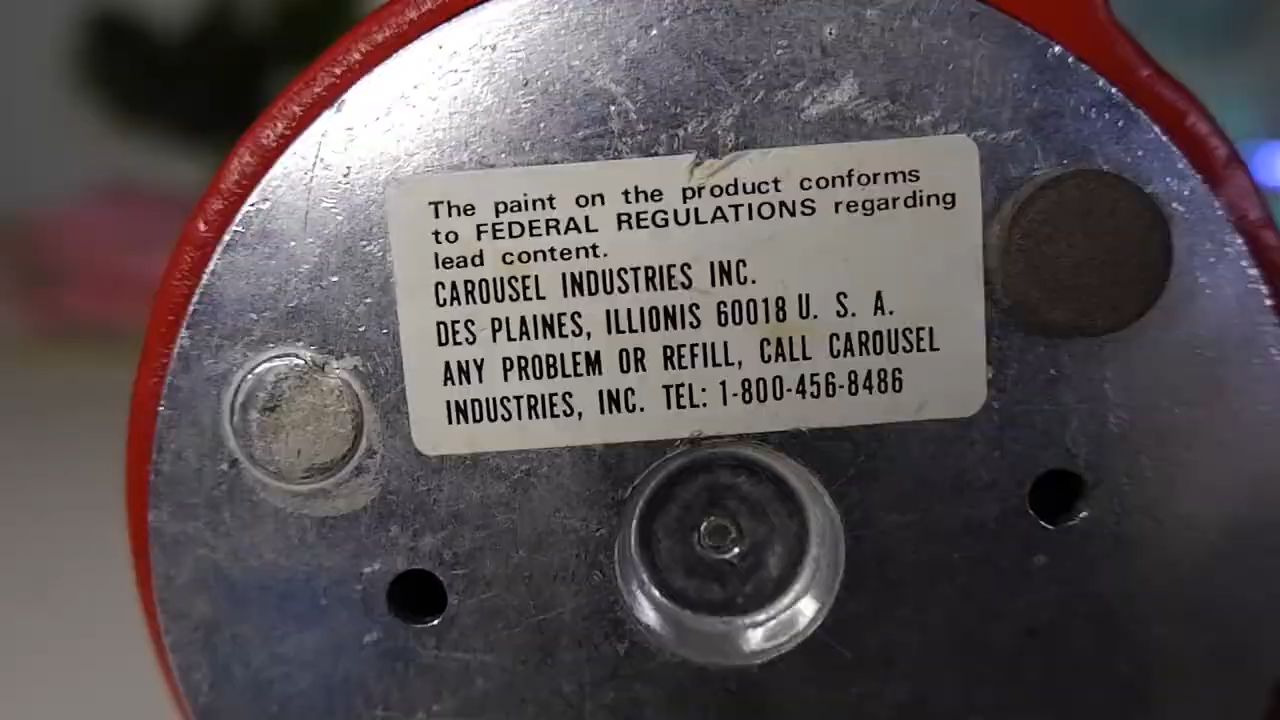 The paint on the product conforms
to FEDERAL REGULATIONS regarding
lead content.
CAROUSEL INDUSTRIES INC.
DES PLAINES, ILLIONIS 60018 U. S. A.
ANY PROBLEM OR REFILL, CALL CAROUSEL
INDUSTRIES, INC. TEL: 1-800-456-8486